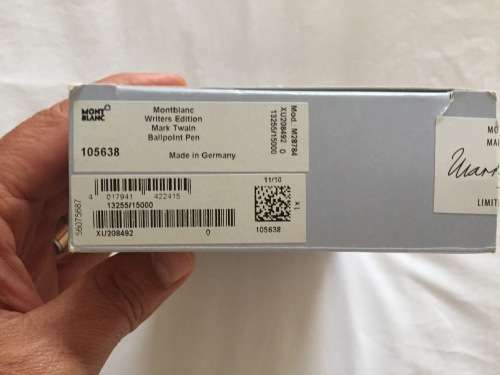 MONT
BLANC
Montblanc
Writers Edition
Mark Twain
Ballpoint Pen
105638
Made in Germany
Mod. M28784
XU208492 0
13255/15000
56075687
4 017941 422415
13255/15000
XU208492 0
11/10
X1
105638
LIMIT